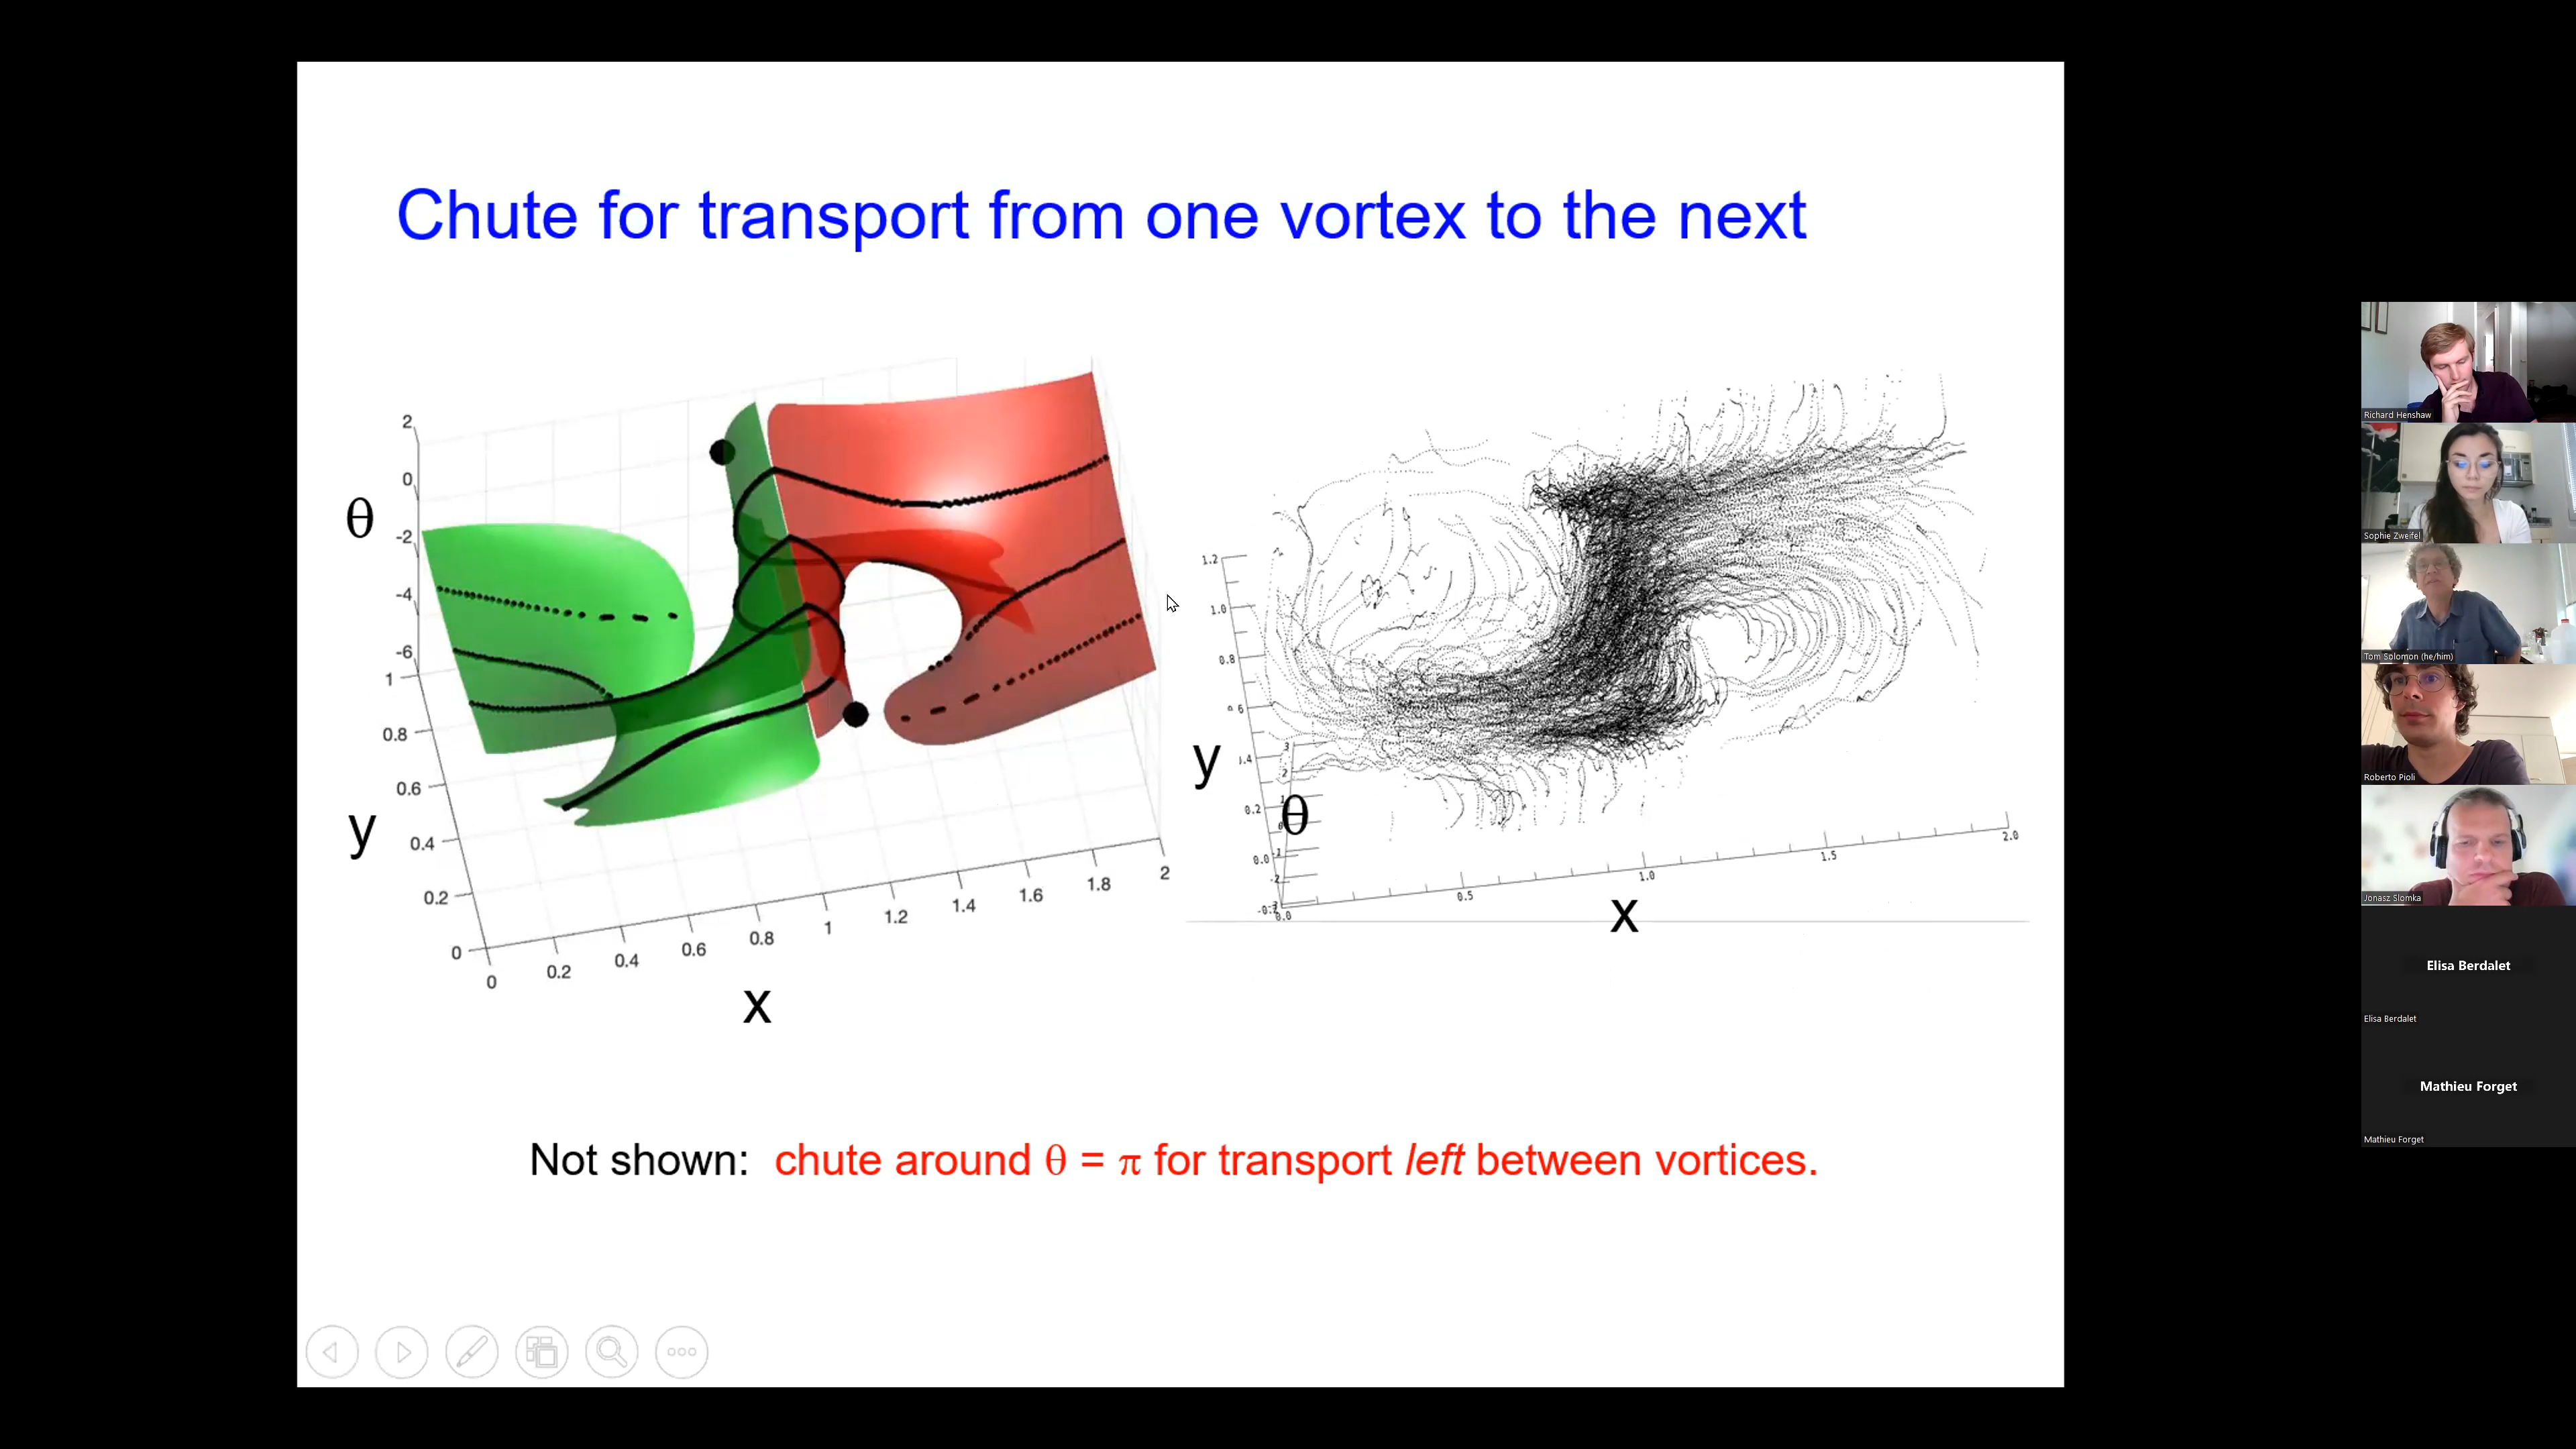 Chute for transport from one vortex to the next
2
0
θ
-2
-4
-6
1
0.8
0.6
y
0.4
0.2
0
0
0.2
0.4
0.6
0.8
1
1.2
1.4
1.6
1.8
2
x
1.2
1.0
0.8
y
3
2
0.2
θ
0.0
-1
-2
0.0
0.5
1.0
1.5
2.0
x
Not shown: chute around θ = π for transport left between vortices.
Richard Henshaw
Sophie Zweifel
Tom Solomon (he/him)
Roberto Pioli
Jonasz Slomka
Elisa Berdalet
Elisa Berdalet
Mathieu Forget
Mathieu Forget